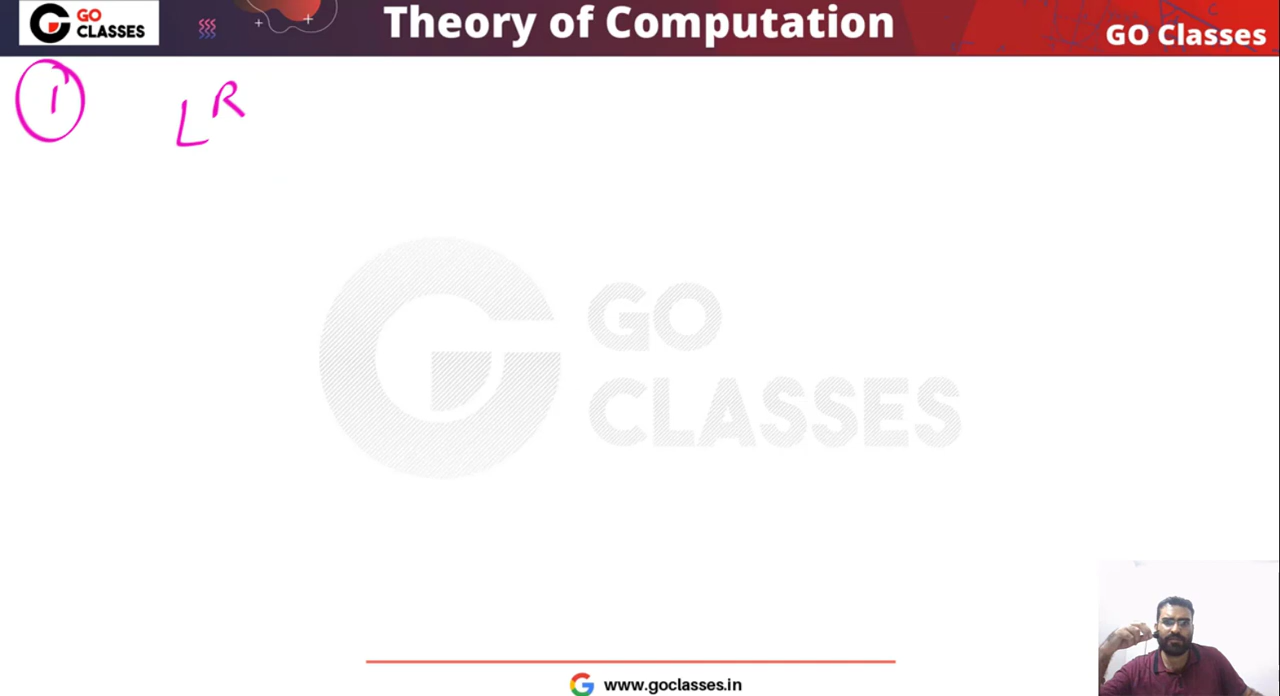 GO CLASSES
Theory of Computation
GO Classes
1 L^R
GO
CLASSES
www.goclasses.in